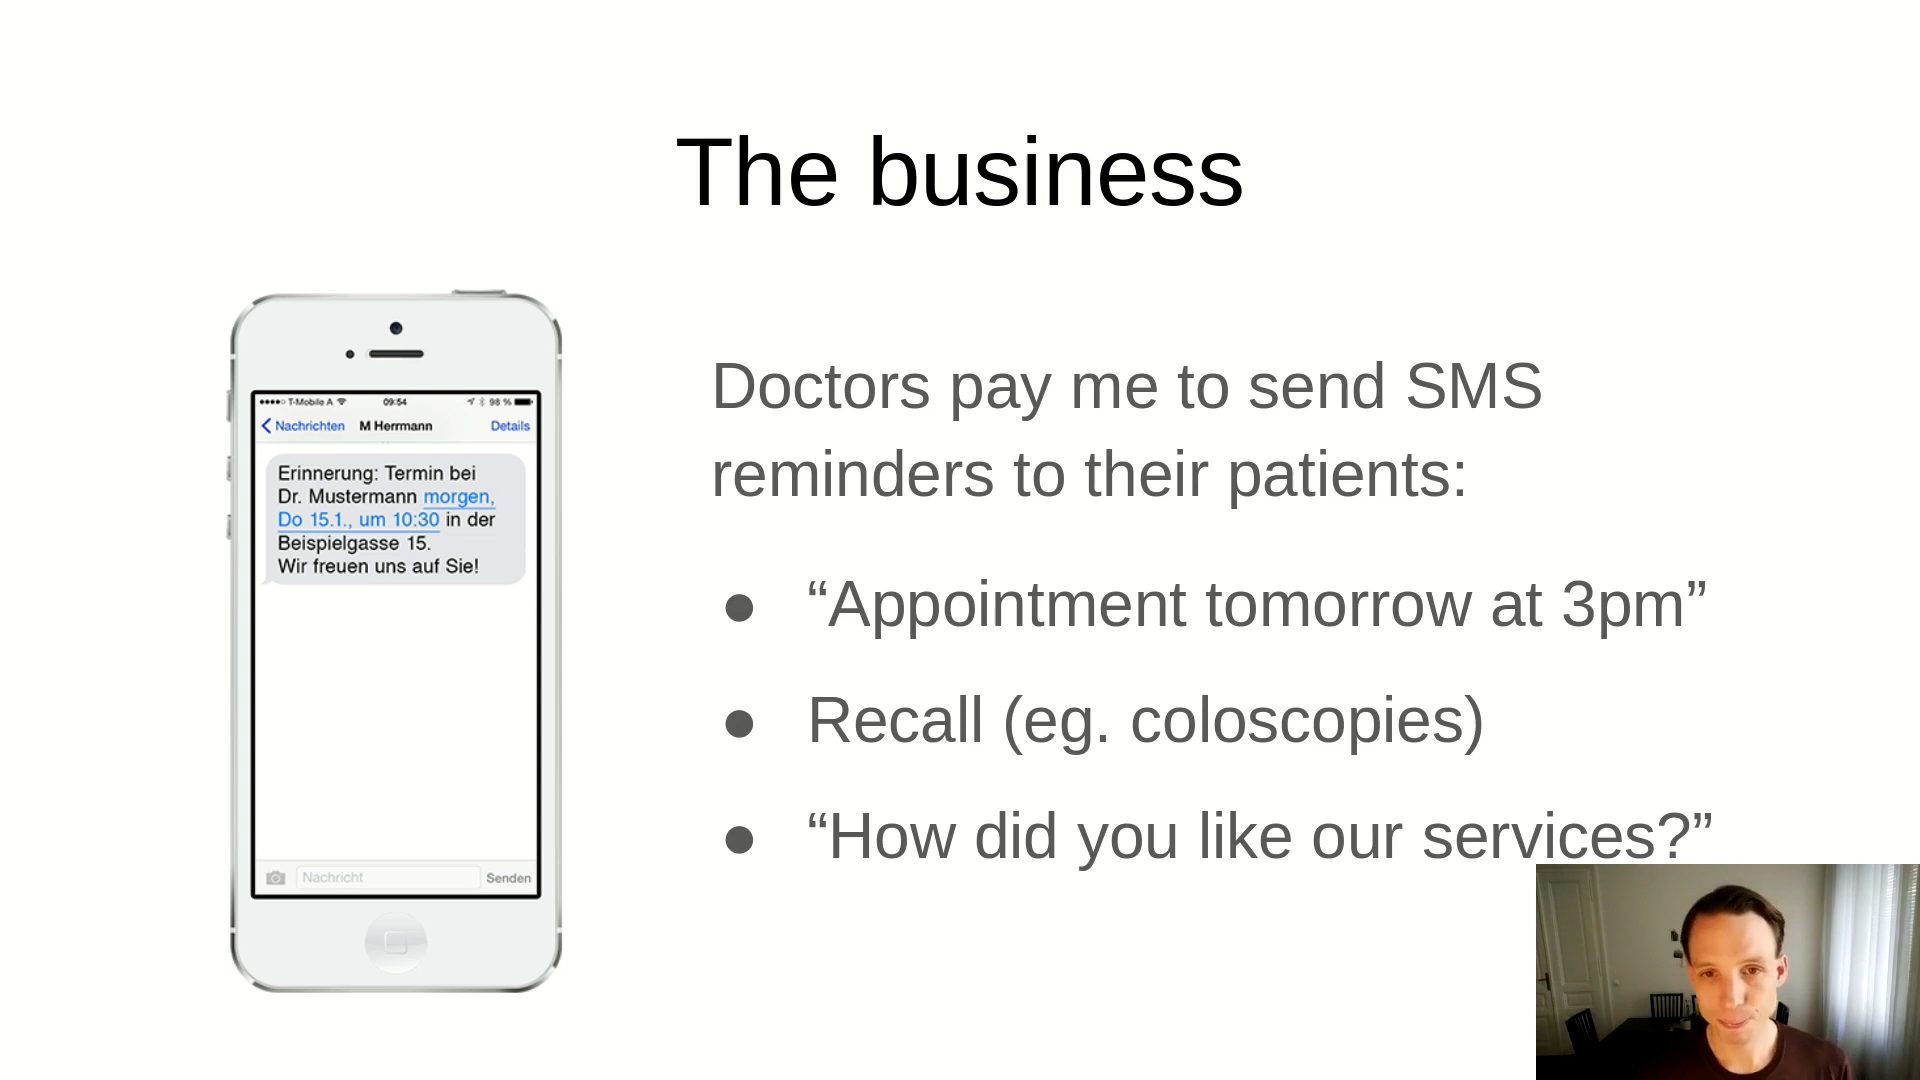 The business
●●●●○ T-Mobile A 09:54 98 %
Nachrichten M Herrmann Details
Erinnerung: Termin bei
Dr. Mustermann morgen,
Do 15.1., um 10:30 in der
Beispielgasse 15.
Wir freuen uns auf Sie!
Nachricht Senden
Doctors pay me to send SMS
reminders to their patients:
● “Appointment tomorrow at 3pm”
● Recall (eg. coloscopies)
● “How did you like our services?”